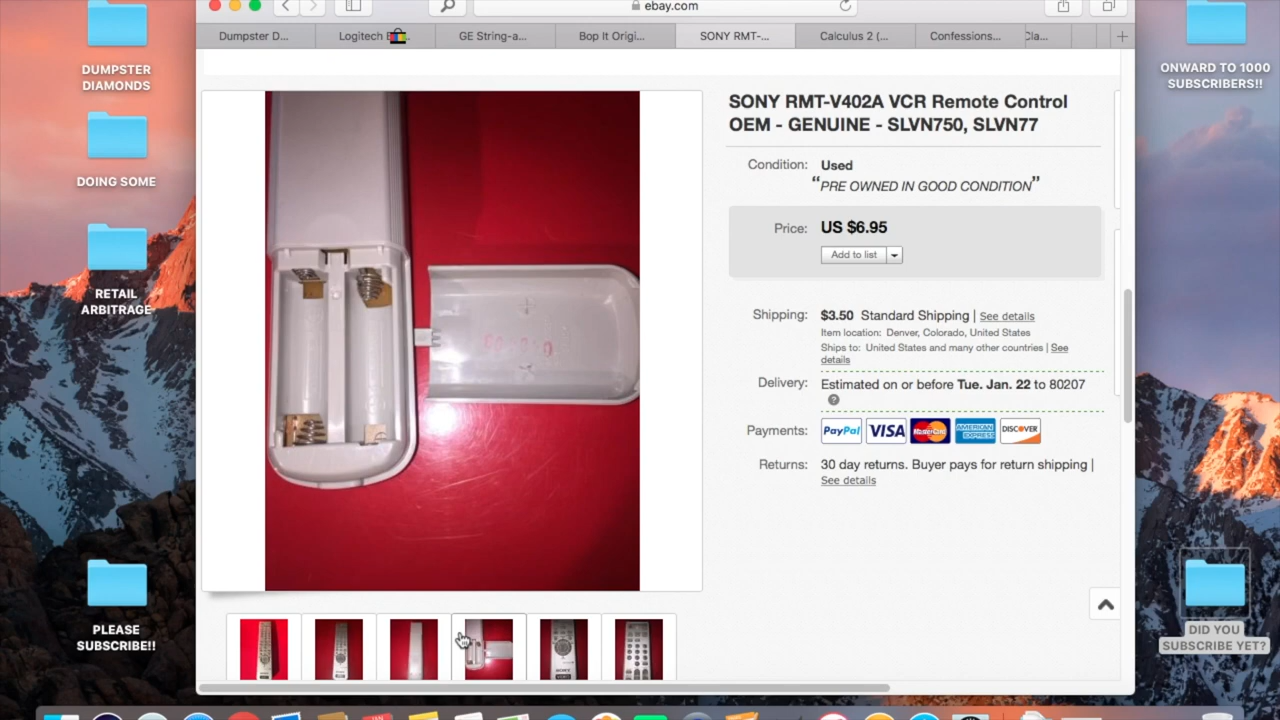 ebay.com
Dumpster D...
Logitech
GE String-a...
Bop It Origi...
SONY RMT-...
Calculus 2 (...
Confessions...
DUMPSTER
DIAMONDS
DOING SOME
RETAIL
ARBITRAGE
PLEASE
SUBSCRIBE!!
SONY RMT-V402A VCR Remote Control
OEM - GENUINE - SLVN750, SLVN77
Condition: Used
“PRE OWNED IN GOOD CONDITION”
Price: US $6.95
Add to list
Shipping: $3.50 Standard Shipping | See details
Item location: Denver, Colorado, United States
Ships to: United States and many other countries | See
details
Delivery: Estimated on or before Tue. Jan. 22 to 80207
?
Payments: PayPal VISA MasterCard AMERICAN EXPRESS DISCOVER
Returns: 30 day returns. Buyer pays for return shipping |
See details
ONWARD TO 1000
SUBSCRIBERS!!
DID YOU
SUBSCRIBE YET?